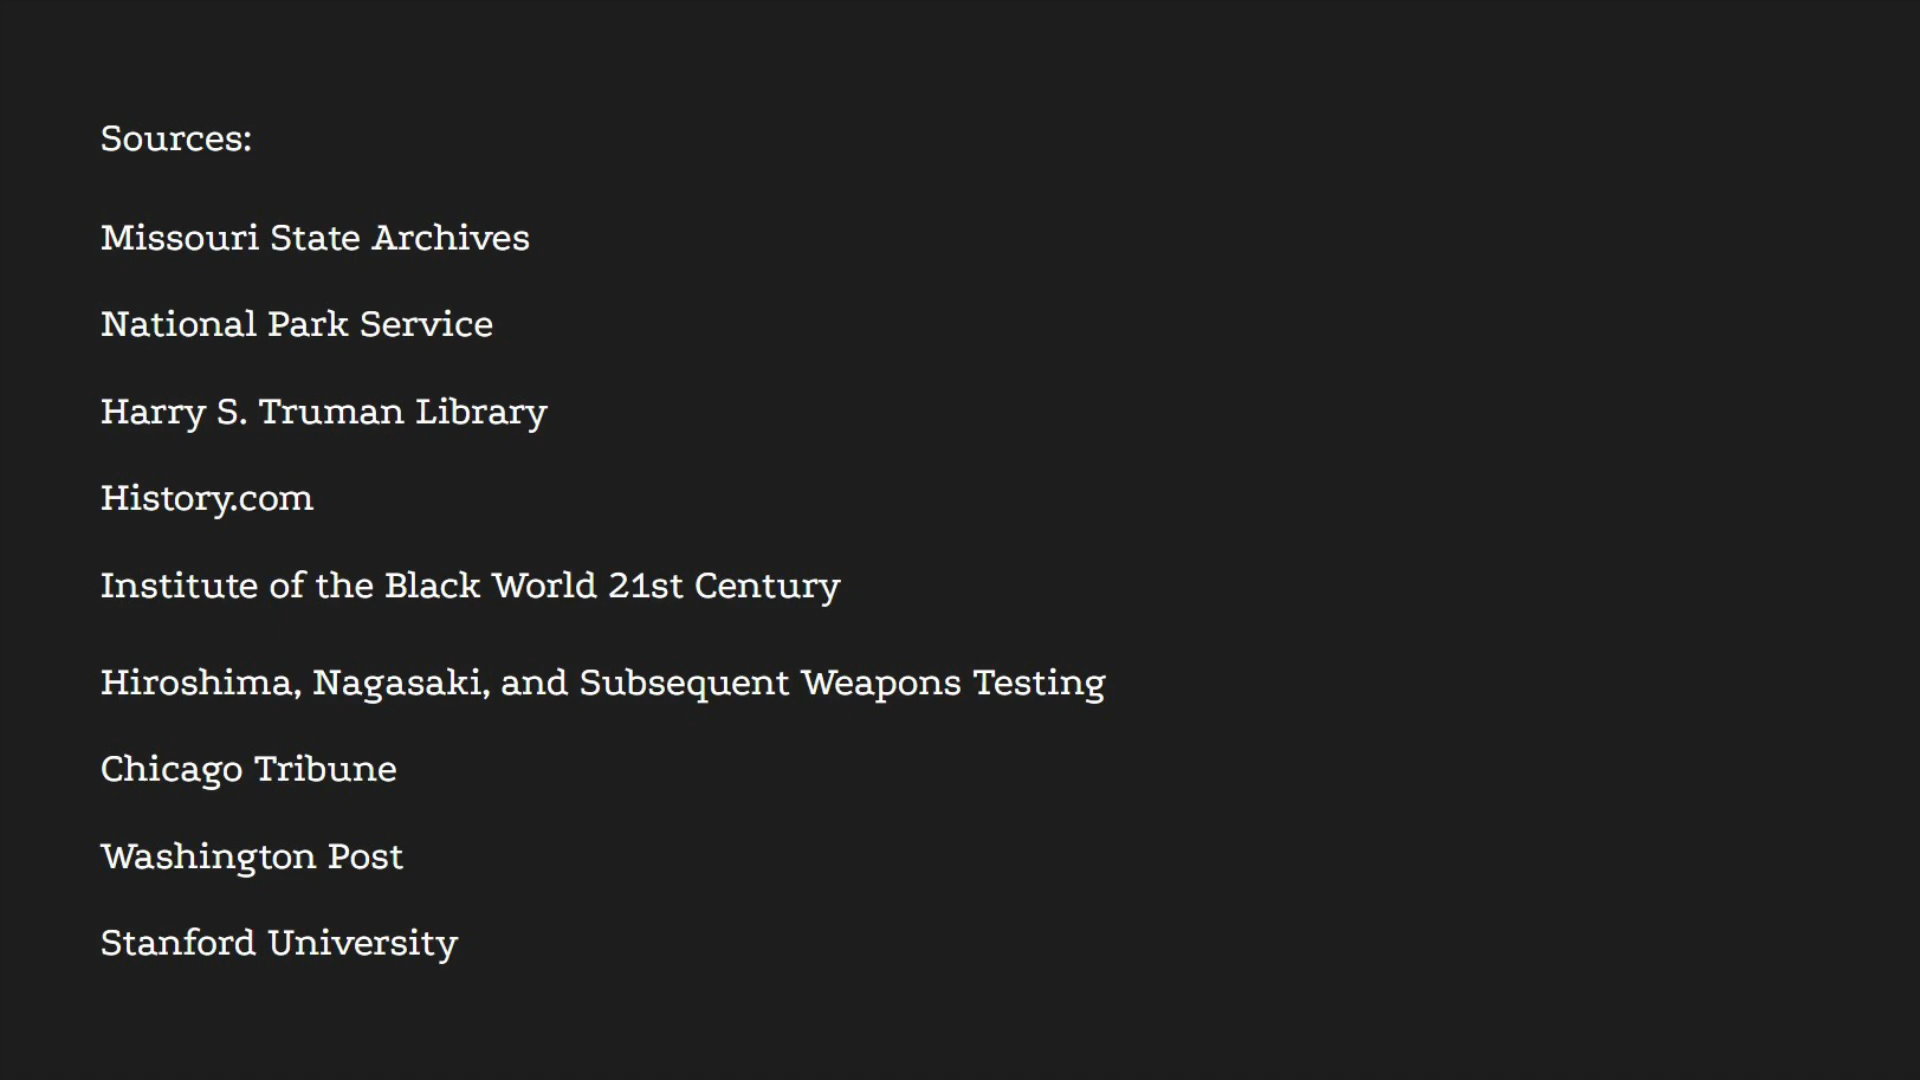 Sources:
Missouri State Archives
National Park Service
Harry S. Truman Library
History.com
Institute of the Black World 21st Century
Hiroshima, Nagasaki, and Subsequent Weapons Testing
Chicago Tribune
Washington Post
Stanford University